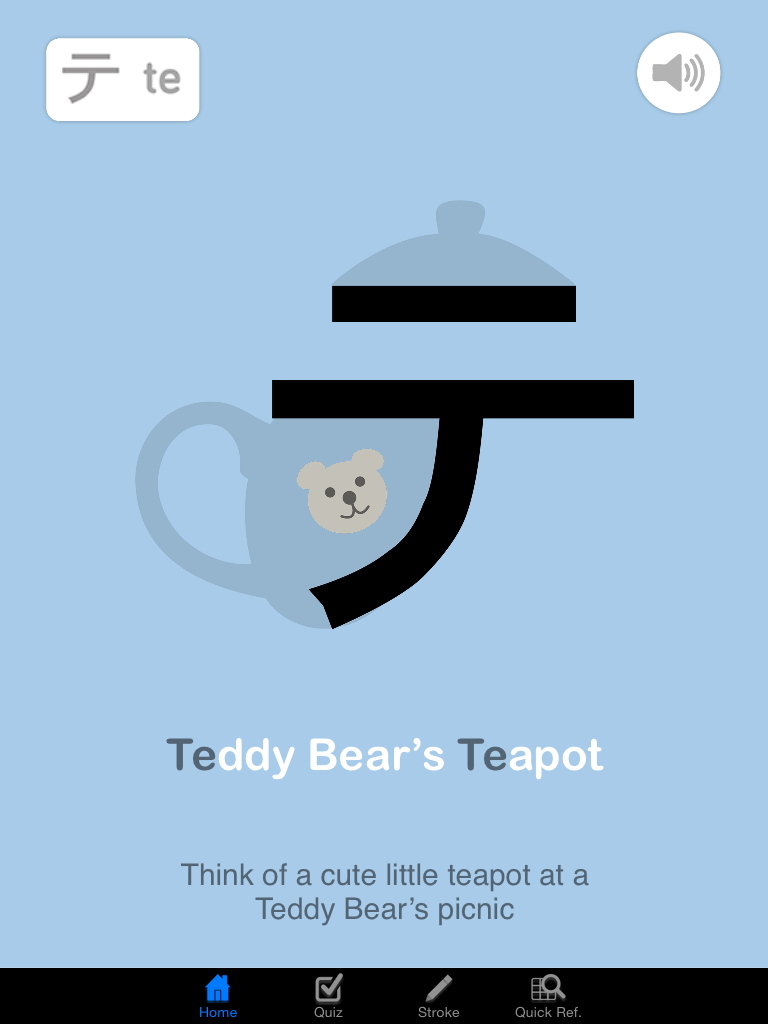 テ te
Teddy Bear’s Teapot
Think of a cute little teapot at a
Teddy Bear’s picnic
Home Quiz Stroke Quick Ref.